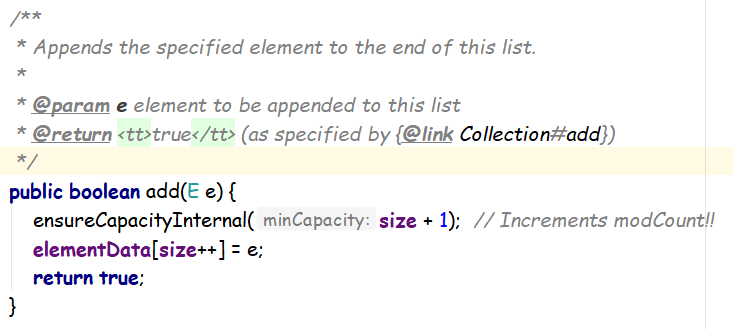 /**
* Appends the specified element to the end of this list.
*
* @param e element to be appended to this list
* @return <tt>true</tt> (as specified by {@link Collection#add})
*/
public boolean add(E e) {
ensureCapacityInternal( minCapacity: size + 1); // Increments modCount!!
elementData[size++] = e;
return true;
}